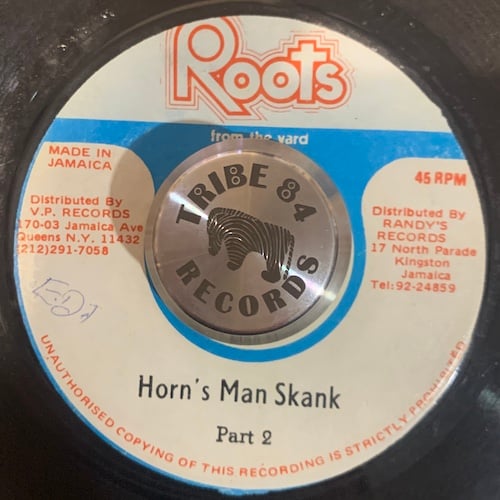 Roots
from the yard
MADE IN
JAMAICA
45 RPM
Distributed By
V.P. RECORDS
170-03 Jamaica Ave
Queens N.Y. 11432
(212)291-7058
Distributed By
RANDY'S
RECORDS
17 North Parade
Kingston
Jamaica
Tel:92-24859
TRIBE 84
RECORDS
Horn's Man Skank
Part 2
UNAUTHORISED COPYING OF THIS RECORDING IS STRICTLY PROHIBITED